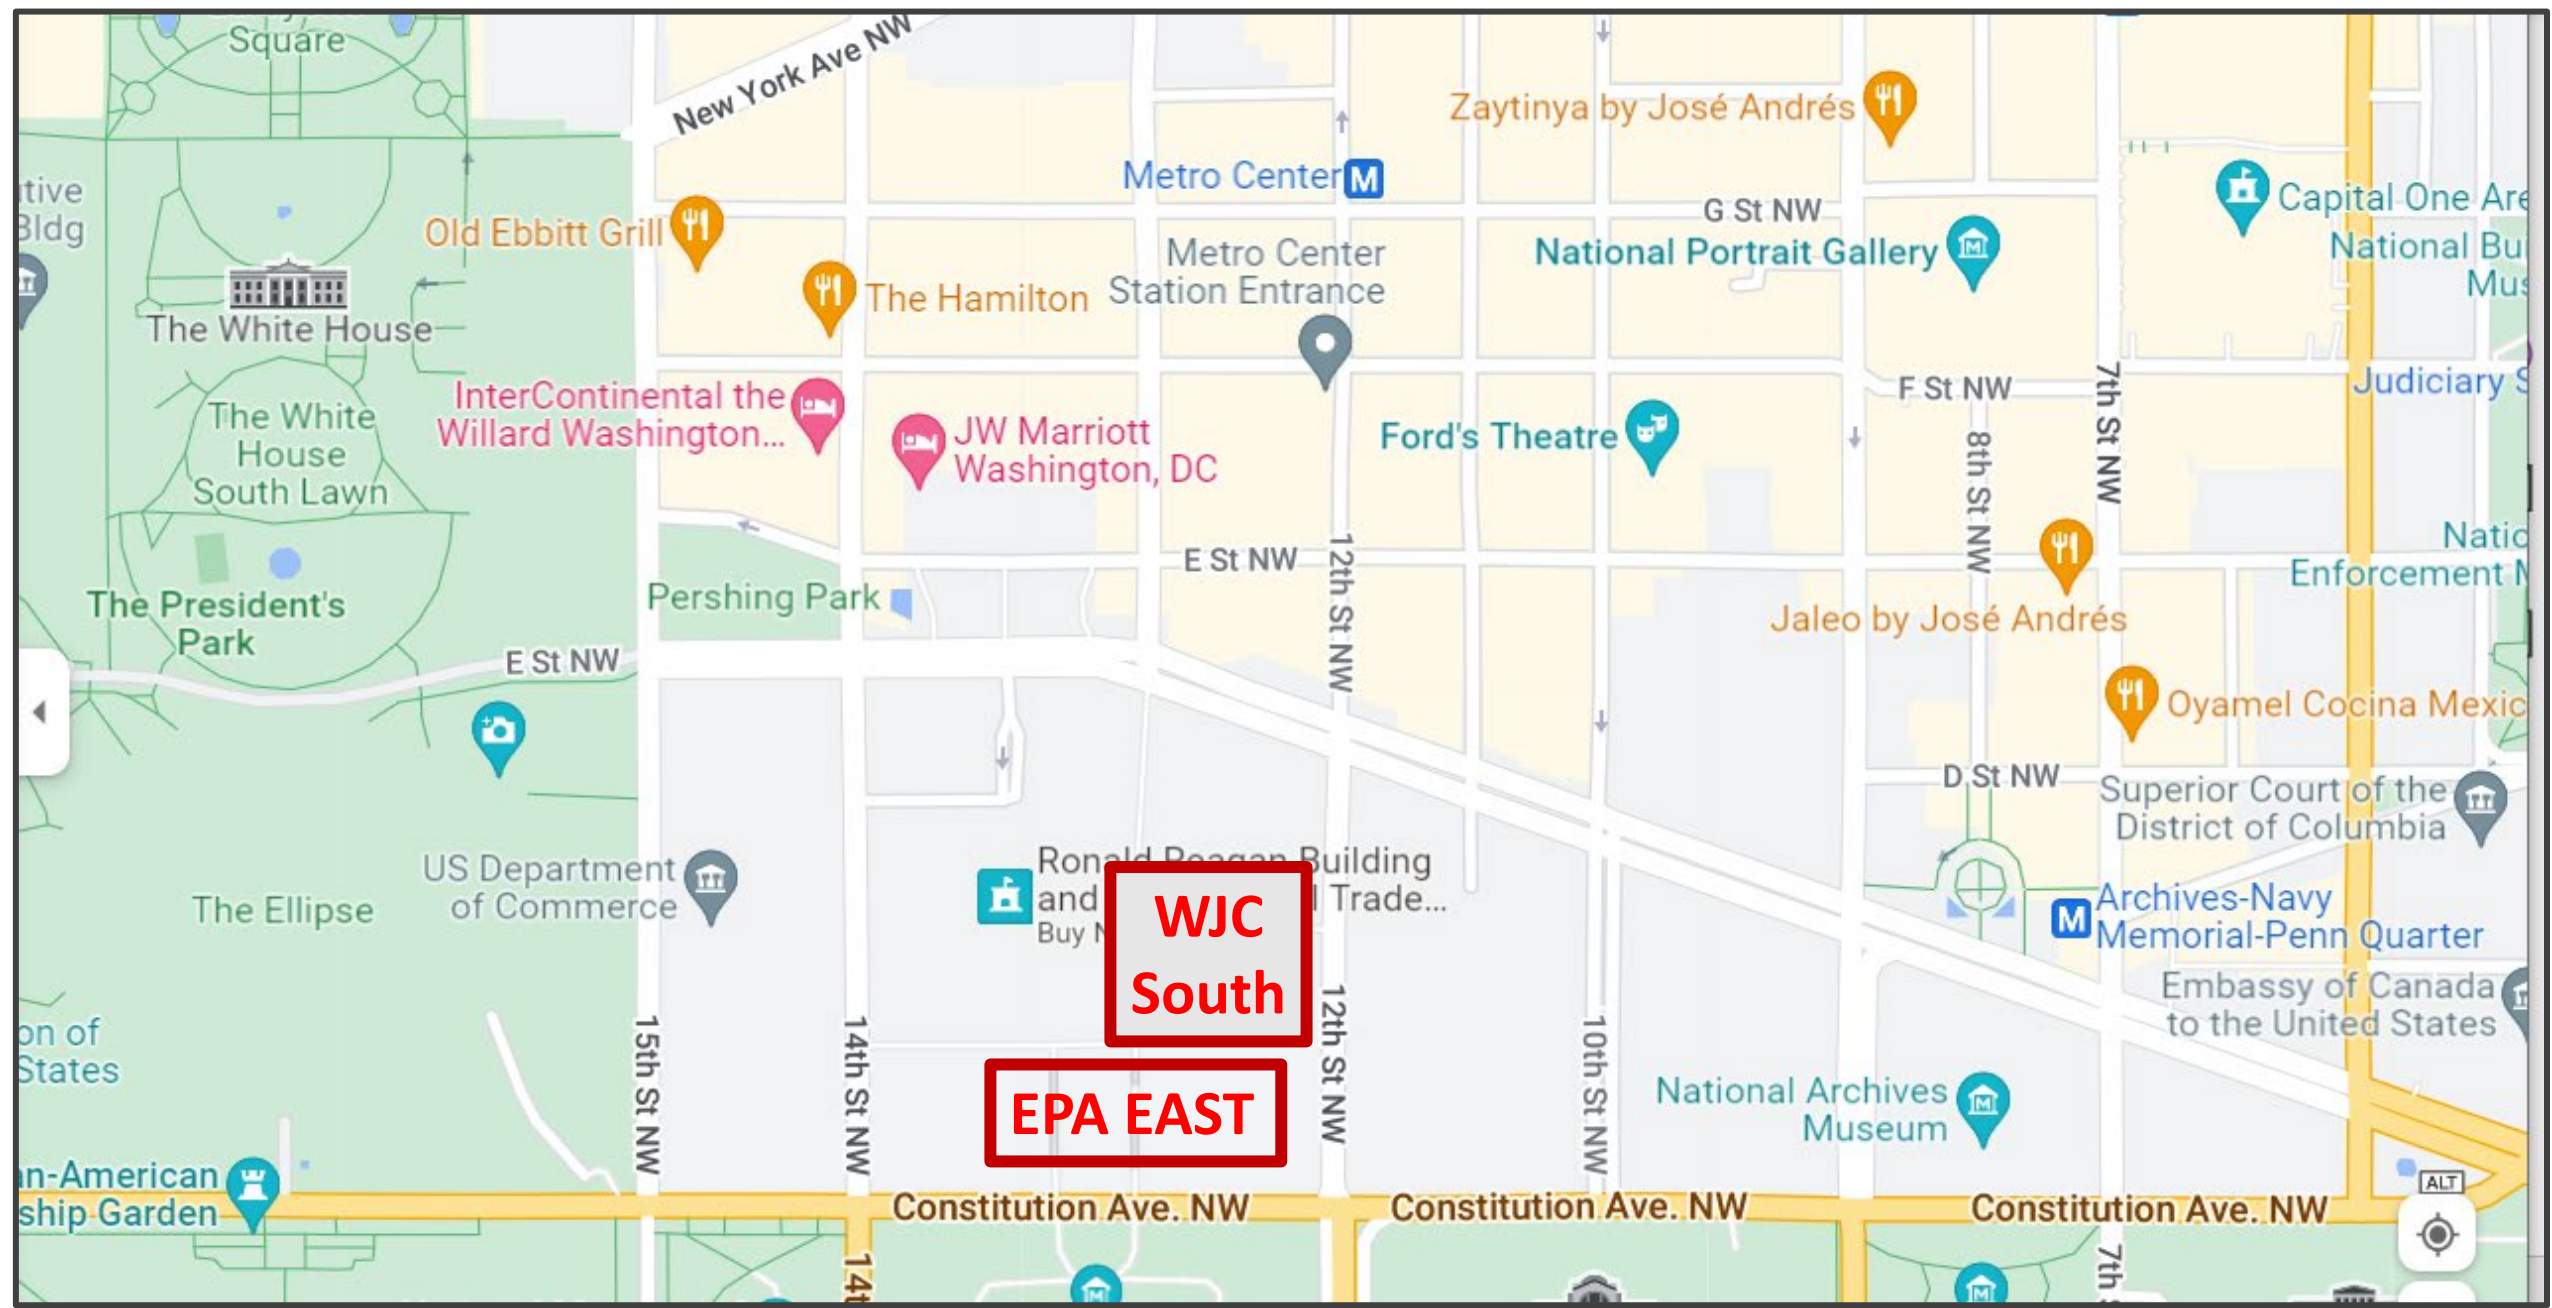 Square
New York Ave NW
Zaytinya by José Andrés
Metro Center
M
tive
Bldg
Capital One Are
G St NW
Old Ebbitt Grill
Metro Center
Station Entrance
National Portrait Gallery
National Bui
Mus
The Hamilton
The White House
InterContinental the
Willard Washington...
JW Marriott
Washington, DC
Ford's Theatre
F St NW
7th St NW
Judiciary S
The White
House
South Lawn
8th St NW
12th St NW
E St NW
Natio
Enforcement M
The President's
Park
Pershing Park
Jaleo by José Andrés
E St NW
Oyamel Cocina Mexic
D St NW
Superior Court of the
District of Columbia
US Department
of Commerce
The Ellipse
Ronald Reagan Building
and
l Trade...
Buy N
WJC
South
M
Archives-Navy
Memorial-Penn Quarter
Embassy of Canada
to the United States
on of
States
15th St NW
14th St NW
12th St NW
10th St NW
EPA EAST
National Archives
Museum
an-American
ship Garden
Constitution Ave. NW
Constitution Ave. NW
Constitution Ave. NW
ALT
14t
7th S